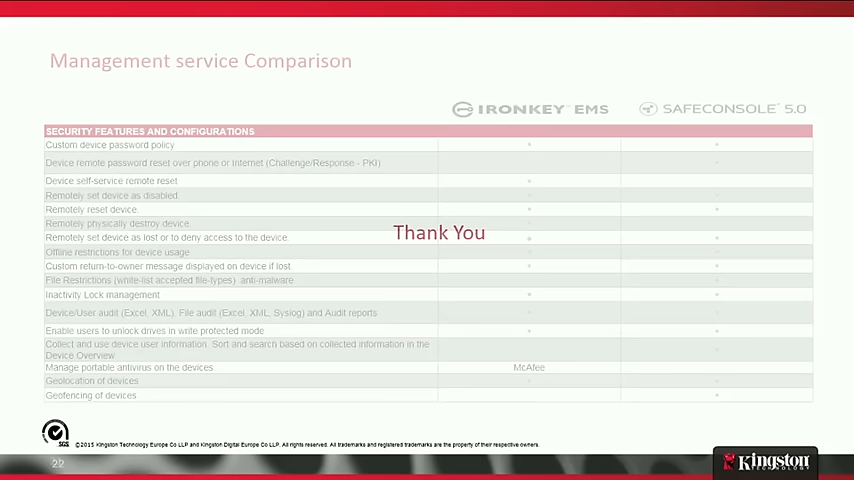 Management service Comparison
IRONKEY™ EMS SAFECONSOLE® 5.0
SECURITY FEATURES AND CONFIGURATIONS
Custom device password policy
Device remote password reset over phone or Internet (Challenge/Response - PKI)
Device self-service remote reset
Remotely set device as disabled.
Remotely reset device.
Remotely physically destroy device.
Thank You
Remotely set device as lost or to deny access to the device.
Offline restrictions for device usage
Custom return-to-owner message displayed on device if lost.
File Restrictions (white-list accepted file-types) anti-malware
Inactivity Lock management
Device/User audit (Excel, XML), File audit (Excel, XML, Syslog) and Audit reports
Enable users to unlock drives in write protected mode
Collect and use device user information. Sort and search based on collected information in the
Device Overview
Manage portable antivirus on the devices McAfee
Geolocation of devices
Geofencing of devices
SGS
©2015 Kingston Technology Europe Co LLP and Kingston Digital Europe Co LLP. All rights reserved. All trademarks and registered trademarks are the property of their respective owners.
22
Kingston
TECHNOLOGY